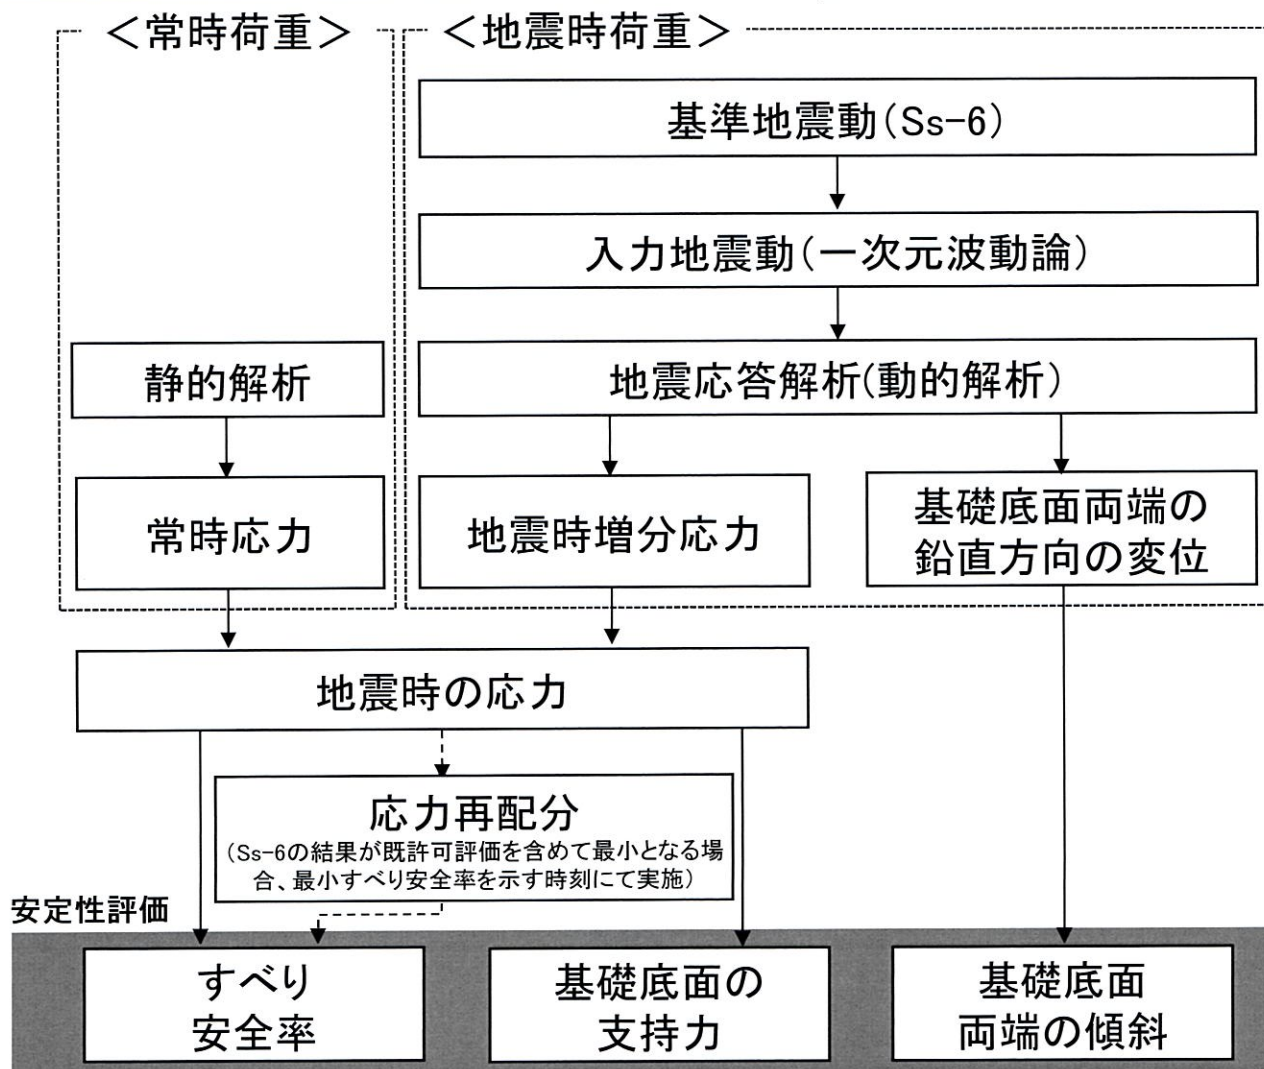 ＜常時荷重＞
＜地震時荷重＞
基準地震動(Ss-6)
入力地震動(一次元波動論)
静的解析
地震応答解析(動的解析)
常時応力
地震時増分応力
基礎底面両端の
鉛直方向の変位
地震時の応力
応力再配分
(Ss-6の結果が既許可評価を含めて最小となる場
合、最小すべり安全率を示す時刻にて実施)
安定性評価
すべり
安全率
基礎底面の
支持力
基礎底面
両端の傾斜